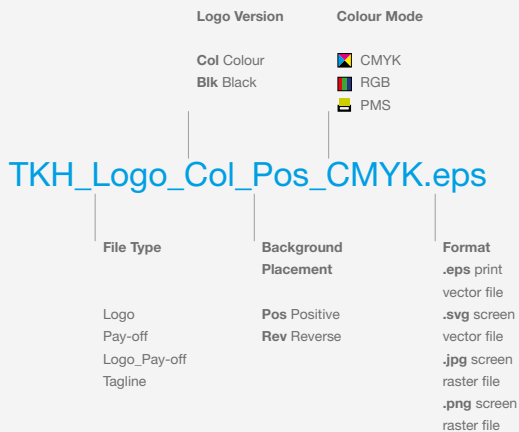 Logo Version
Col Colour
Blk Black
Colour Mode
CMYK
RGB
PMS
TKH_Logo_Col_Pos_CMYK.eps
File Type
Logo
Pay-off
Logo_Pay-off
Tagline
Background
Placement
Pos Positive
Rev Reverse
Format
.eps print
vector file
.svg screen
vector file
.jpg screen
raster file
.png screen
raster file